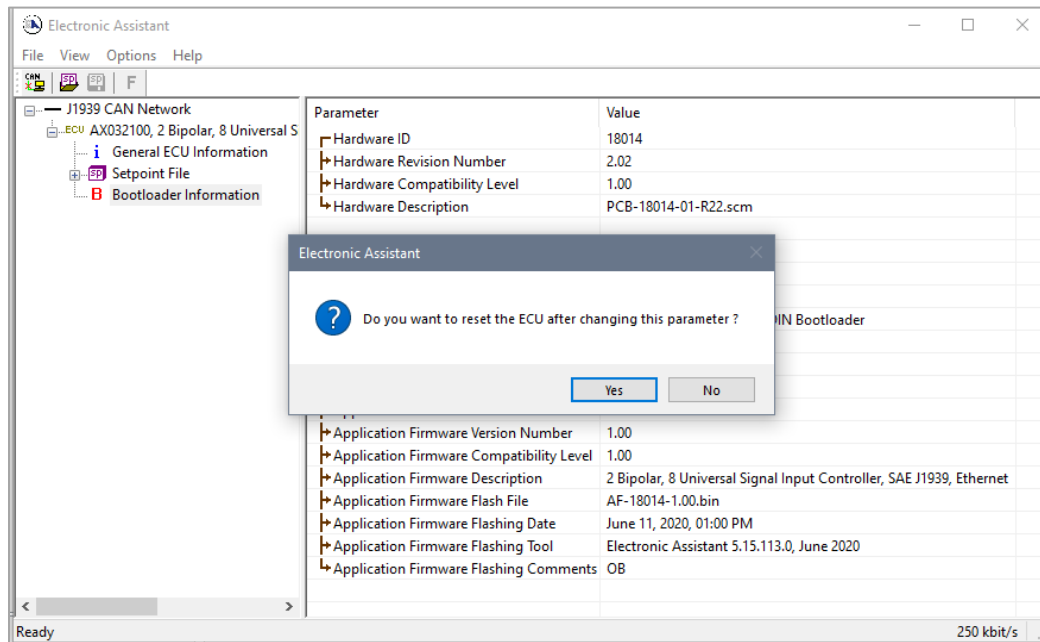 Electronic Assistant
File View Options Help
CAN SP SP F
J1939 CAN Network
ECU AX032100, 2 Bipolar, 8 Universal S
i General ECU Information
SP Setpoint File
B Bootloader Information
Parameter Value
Hardware ID 18014
Hardware Revision Number 2.02
Hardware Compatibility Level 1.00
Hardware Description PCB-18014-01-R22.scm
Electronic Assistant
? Do you want to reset the ECU after changing this parameter ?
Yes No
Bootloader
Application Firmware Version Number 1.00
Application Firmware Compatibility Level 1.00
Application Firmware Description 2 Bipolar, 8 Universal Signal Input Controller, SAE J1939, Ethernet
Application Firmware Flash File AF-18014-1.00.bin
Application Firmware Flashing Date June 11, 2020, 01:00 PM
Application Firmware Flashing Tool Electronic Assistant 5.15.113.0, June 2020
Application Firmware Flashing Comments OB
Ready 250 kbit/s